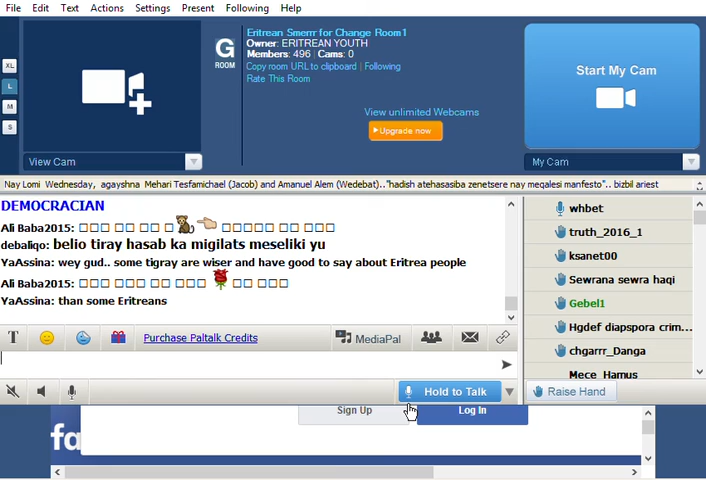 File Edit Text Actions Settings Present Following Help
Eritrean Smerrr for Change Room1
Owner: ERITREAN YOUTH
Members: 496 | Cams: 0
Copy room URL to clipboard | Following
Rate This Room
G
ROOM
XL
L
M
S
View unlimited Webcams
Upgrade now
Start My Cam
View Cam
My Cam
Nay Lomi Wednesday, agayshna Mehari Tesfamichael (Jacob) and Amanuel Alem (Wedebat).."hadish atehasasiba zenetsere nay meqalesi manfesto".. bizbil ariest
DEMOCRACIAN
Ali Baba2015:
debaliqo: belio tiray hasab ka migilats meseliki yu
YaAssina: wey gud.. some tigray are wiser and have good to say about Eritrea people
Ali Baba2015:
YaAssina: than some Eritreans
whbet
truth_2016_1
ksanet00
Sewrana sewra haqi
Gebel1
Hgdef diaspora crim...
chgarrr_Danga
Mece Hamus
T Purchase Paltalk Credits MediaPal
Hold to Talk
Raise Hand
Sign Up Log In